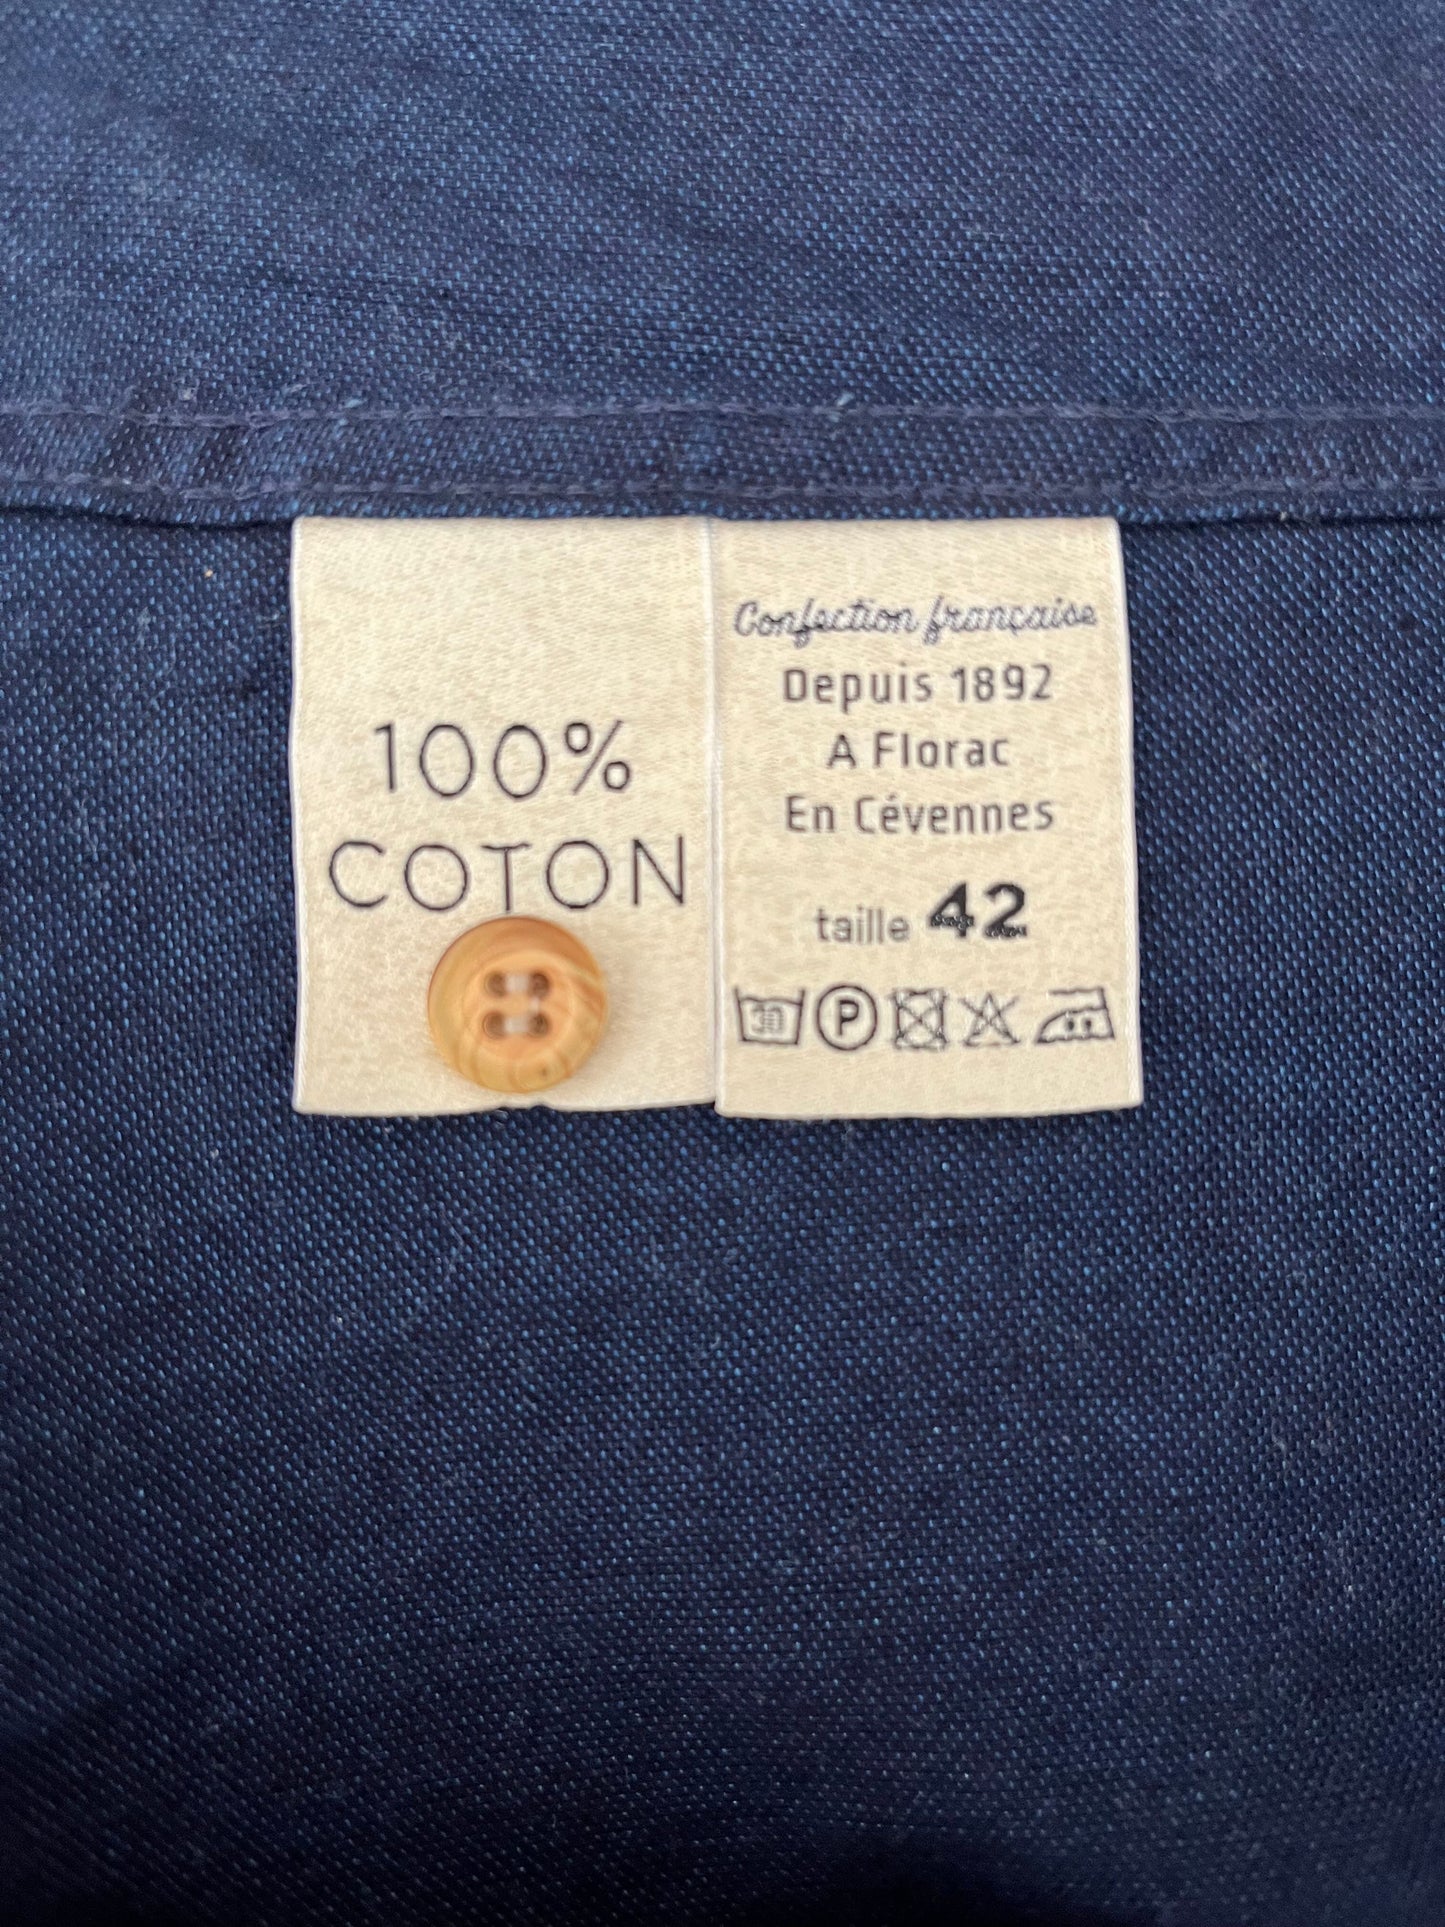 100%
COTON
Confection française
Depuis 1892
A Florac
En Cévennes
taille 42
30 P